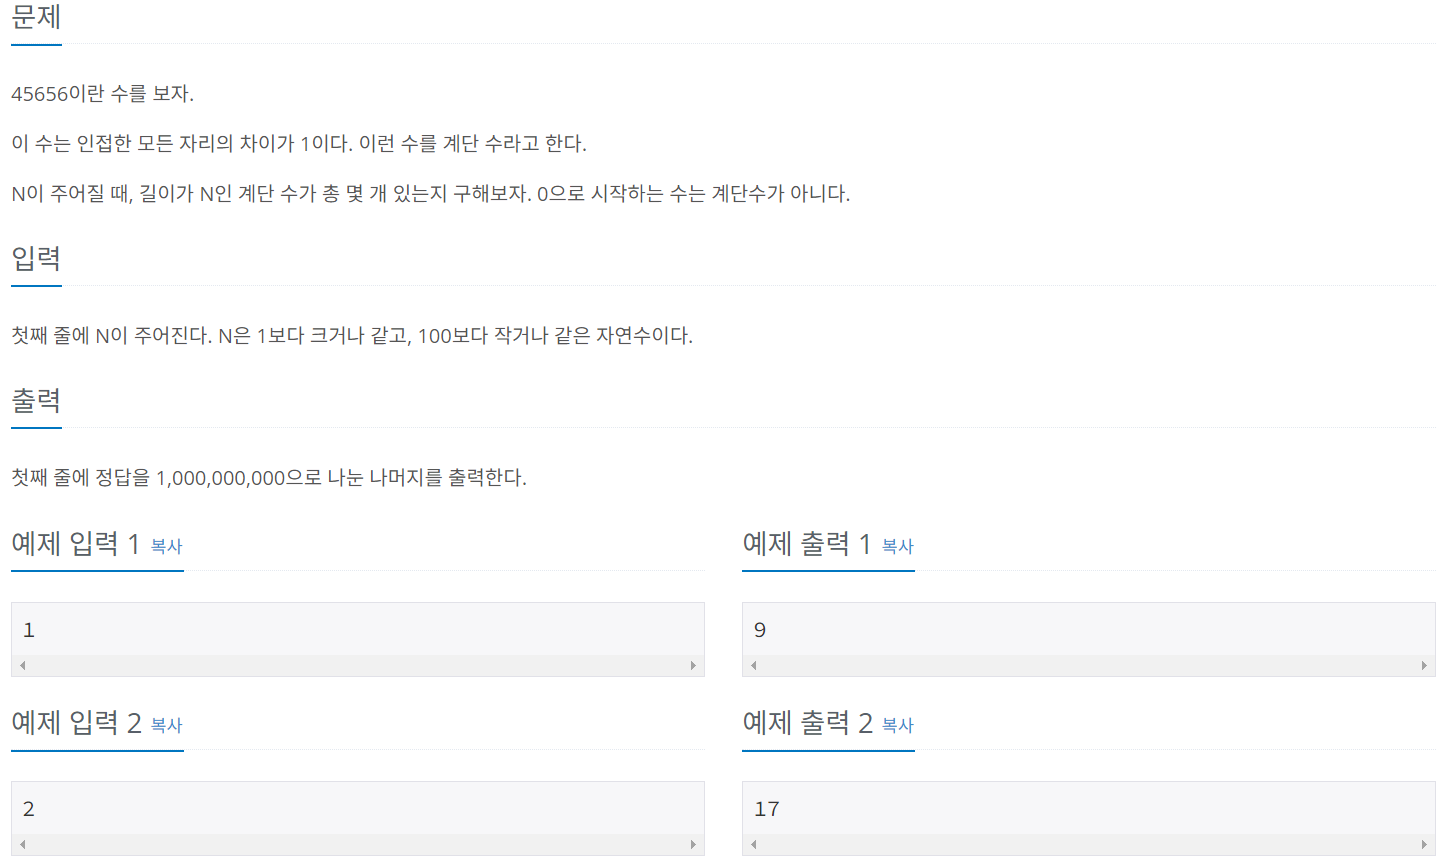 문제
45656이란 수를 보자.
이 수는 인접한 모든 자리의 차이가 1이다. 이런 수를 계단 수라고 한다.
N이 주어질 때, 길이가 N인 계단 수가 총 몇 개 있는지 구해보자. 0으로 시작하는 수는 계단수가 아니다.
입력
첫째 줄에 N이 주어진다. N은 1보다 크거나 같고, 100보다 작거나 같은 자연수이다.
출력
첫째 줄에 정답을 1,000,000,000으로 나눈 나머지를 출력한다.
예제 입력 1 복사
1
예제 출력 1 복사
9
예제 입력 2 복사
2
예제 출력 2 복사
17